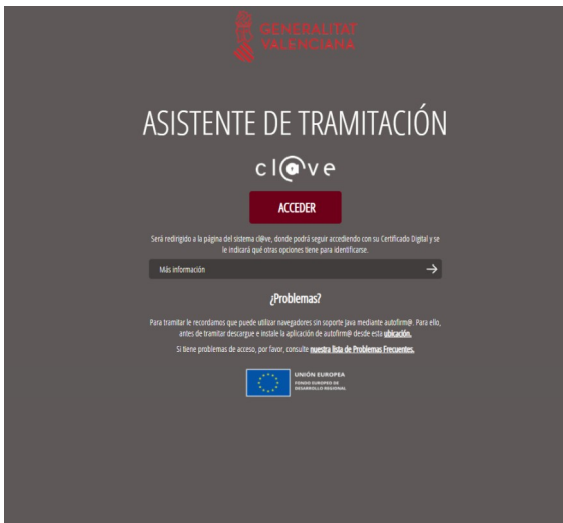 GENERALITAT
VALENCIANA
ASISTENTE DE TRAMITACIÓN
cl@ve
ACCEDER
Será redirigido a la página del sistema cl@ve, donde podrá seguir accediendo con su Certificado Digital y se
le indicará qué otras opciones tiene para identificarse.
Más información
¿Problemas?
Para tramitar le recordamos que puede utilizar navegadores sin soporte Java mediante autofirm@. Para ello,
antes de tramitar descargue e instale la aplicación de autofirm@ desde esta ubicación.
Si tiene problemas de acceso, por favor, consulte nuestra lista de Problemas Frecuentes.
UNIÓN EUROPEA
FONDO EUROPEO DE
DESARROLLO REGIONAL